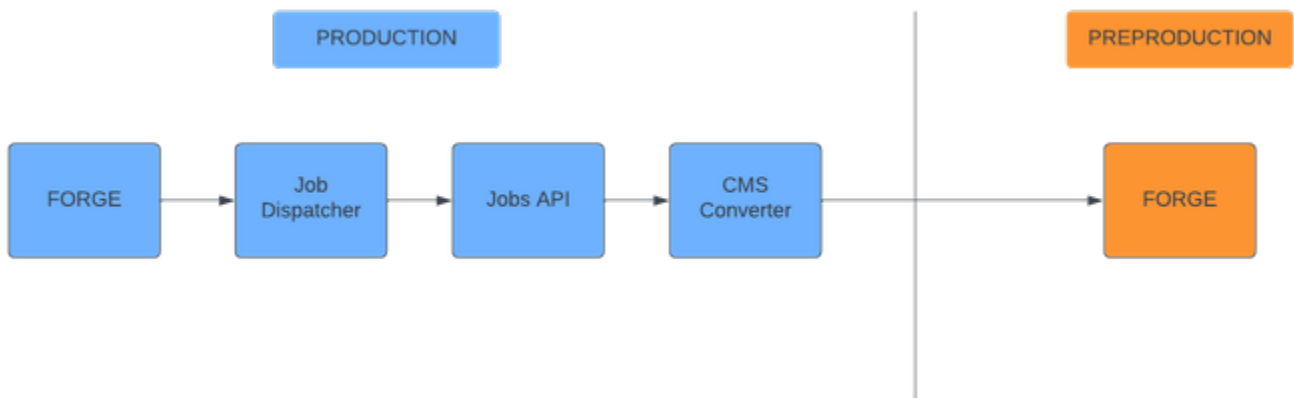 PRODUCTION
PREPRODUCTION
FORGE
Job
Dispatcher
Jobs API
CMS
Converter
FORGE